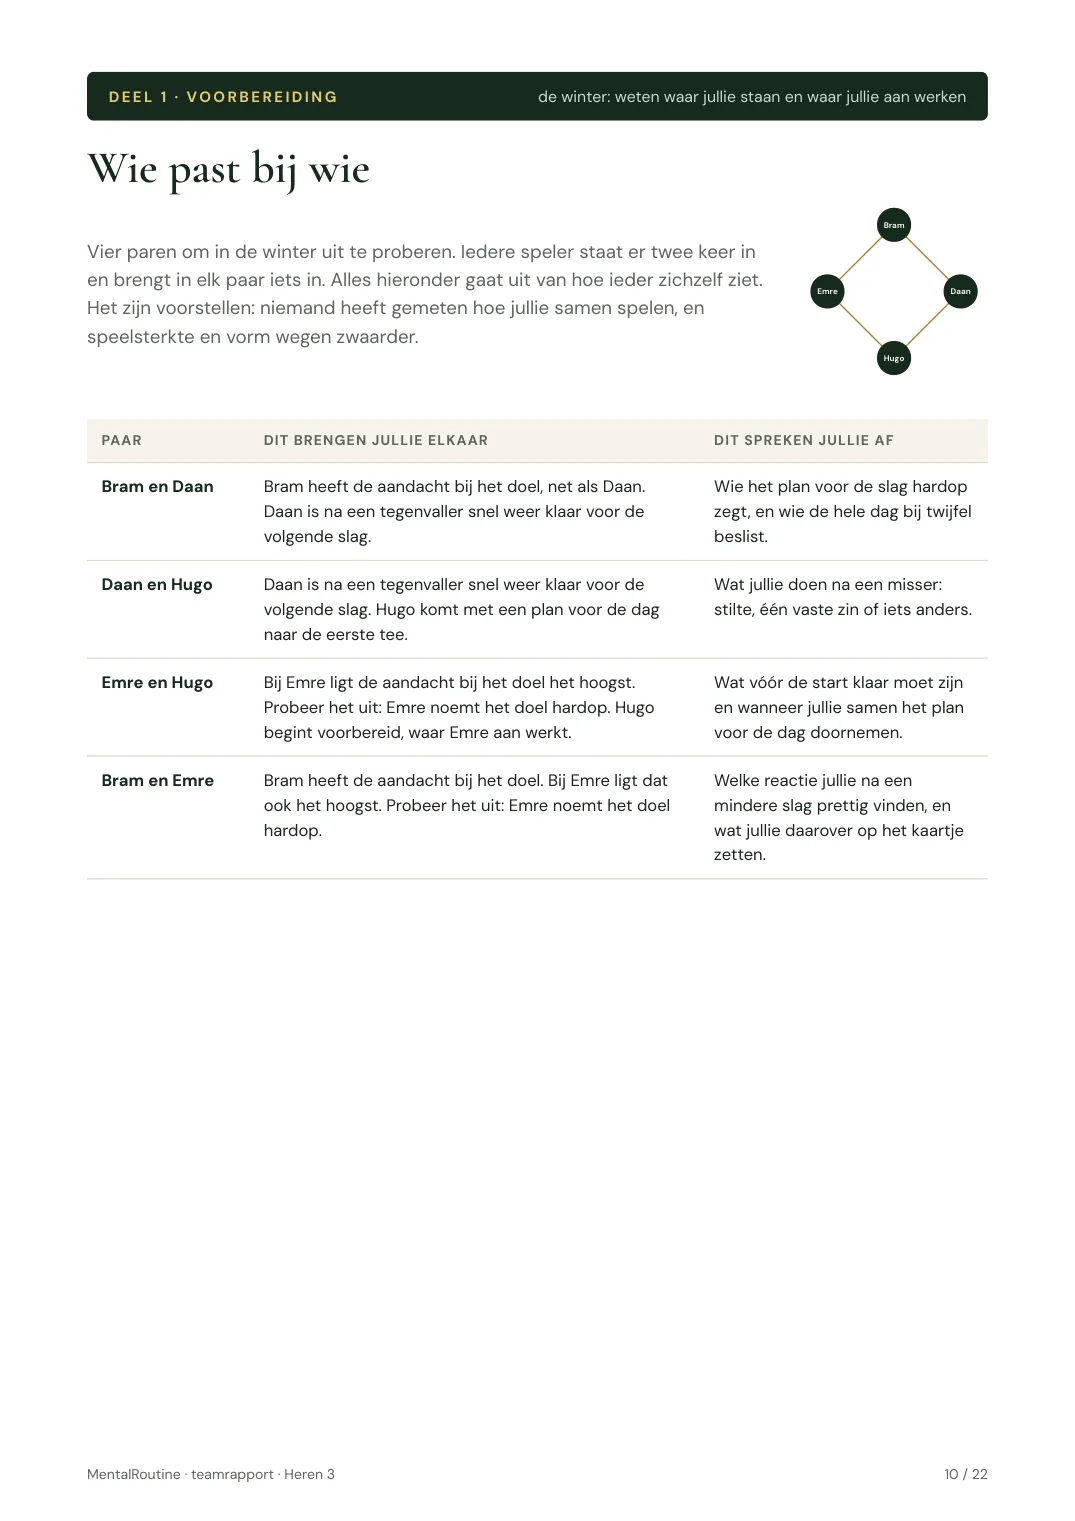 DEEL 1 · VOORBEREIDING
de winter: weten waar jullie staan en waar jullie aan werken
Wie past bij wie
Vier paren om in de winter uit te proberen. Iedere speler staat er twee keer in
en brengt in elk paar iets in. Alles hieronder gaat uit van hoe ieder zichzelf ziet.
Het zijn voorstellen: niemand heeft gemeten hoe jullie samen spelen, en
speelsterkte en vorm wegen zwaarder.
Bram
Emre
Daan
Hugo
PAAR
DIT BRENGEN JULLIE ELKAAR
DIT SPREKEN JULLIE AF
Bram en Daan
Bram heeft de aandacht bij het doel, net als Daan.
Daan is na een tegenvaller snel weer klaar voor de
volgende slag.
Wie het plan voor de slag hardop
zegt, en wie de hele dag bij twijfel
beslist.
Daan en Hugo
Daan is na een tegenvaller snel weer klaar voor de
volgende slag. Hugo komt met een plan voor de dag
naar de eerste tee.
Wat jullie doen na een misser:
stilte, één vaste zin of iets anders.
Emre en Hugo
Bij Emre ligt de aandacht bij het doel het hoogst.
Probeer het uit: Emre noemt het doel hardop. Hugo
begint voorbereid, waar Emre aan werkt.
Wat vóór de start klaar moet zijn
en wanneer jullie samen het plan
voor de dag doornemen.
Bram en Emre
Bram heeft de aandacht bij het doel. Bij Emre ligt dat
ook het hoogst. Probeer het uit: Emre noemt het doel
hardop.
Welke reactie jullie na een
mindere slag prettig vinden, en
wat jullie daarover op het kaartje
zetten.
MentalRoutine · teamrapport · Heren 3
10 / 22